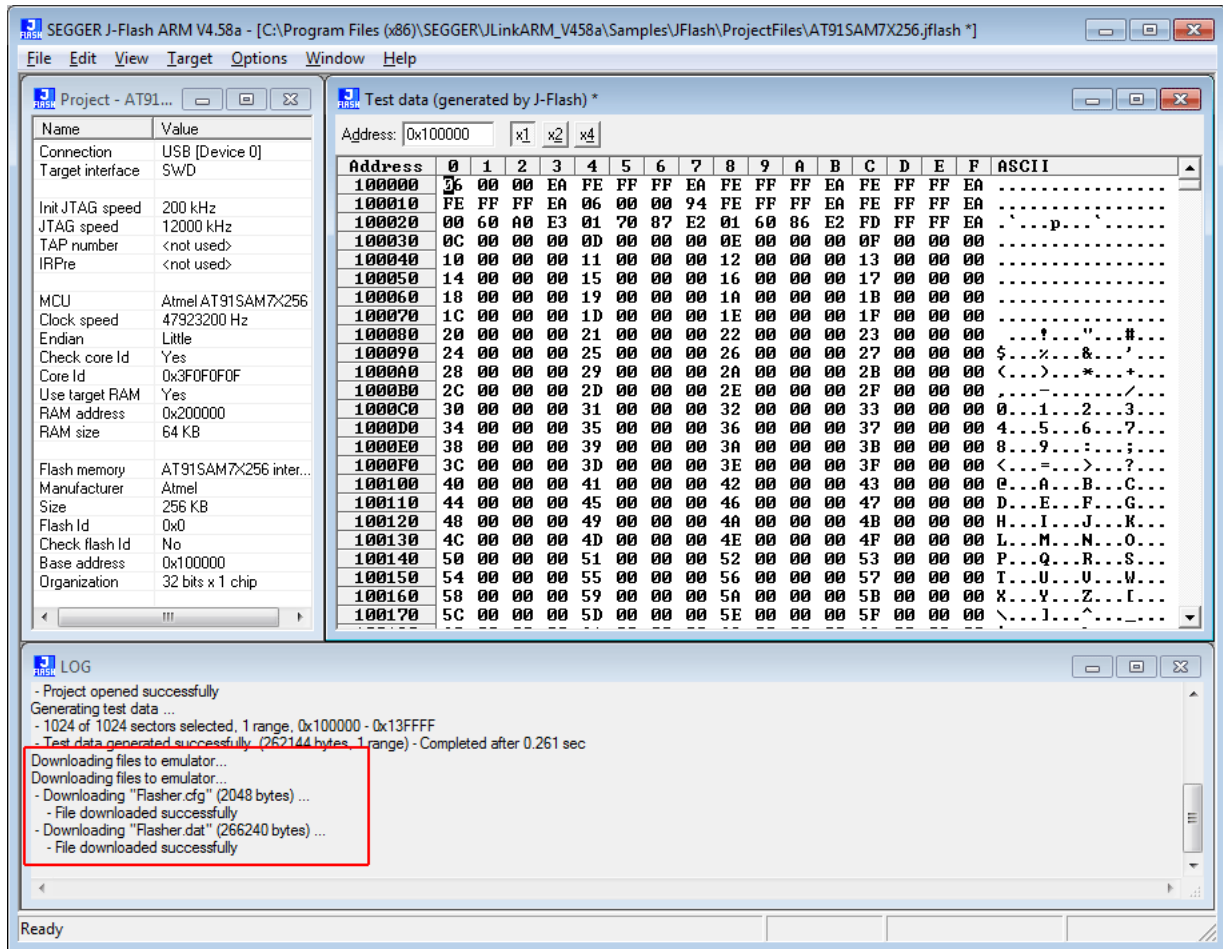 SEGGER J-Flash ARM V4.58a - [C:\Program Files (x86)\SEGGER\JLinkARM_V458a\Samples\JFlash\ProjectFiles\AT91SAM7X256.jflash *]
File Edit View Target Options Window Help
Project - AT91...
Name Value
Connection USB [Device 0]
Target interface SWD
Init JTAG speed 200 kHz
JTAG speed 12000 kHz
TAP number <not used>
IRPre <not used>
MCU Atmel AT91SAM7X256
Clock speed 47923200 Hz
Endian Little
Check core Id Yes
Core Id 0x3F0F0F0F
Use target RAM Yes
RAM address 0x200000
RAM size 64 KB
Flash memory AT91SAM7X256 inter...
Manufacturer Atmel
Size 256 KB
Flash Id 0x0
Check flash Id No
Base address 0x100000
Organization 32 bits x 1 chip
Test data (generated by J-Flash) *
Address: 0x100000 x1 x2 x4
Address 0 1 2 3 4 5 6 7 8 9 A B C D E F ASCII
100000 06 00 00 EA FE FF FF EA FE FF FF EA FE FF FF EA ................
100010 FE FF FF EA 06 00 00 94 FE FF FF EA FE FF FF EA ................
100020 00 60 A0 E3 01 70 87 E2 01 60 86 E2 FD FF FF EA .`...p...`......
100030 0C 00 00 00 0D 00 00 00 0E 00 00 00 0F 00 00 00 ................
100040 10 00 00 00 11 00 00 00 12 00 00 00 13 00 00 00 ................
100050 14 00 00 00 15 00 00 00 16 00 00 00 17 00 00 00 ................
100060 18 00 00 00 19 00 00 00 1A 00 00 00 1B 00 00 00 ................
100070 1C 00 00 00 1D 00 00 00 1E 00 00 00 1F 00 00 00 ................
100080 20 00 00 00 21 00 00 00 22 00 00 00 23 00 00 00  ...!..."...#...
100090 24 00 00 00 25 00 00 00 26 00 00 00 27 00 00 00 $...%...&...'...
1000A0 28 00 00 00 29 00 00 00 2A 00 00 00 2B 00 00 00 (...)...*...+...
1000B0 2C 00 00 00 2D 00 00 00 2E 00 00 00 2F 00 00 00 ,...-......./...
1000C0 30 00 00 00 31 00 00 00 32 00 00 00 33 00 00 00 0...1...2...3...
1000D0 34 00 00 00 35 00 00 00 36 00 00 00 37 00 00 00 4...5...6...7...
1000E0 38 00 00 00 39 00 00 00 3A 00 00 00 3B 00 00 00 8...9...:...;...
1000F0 3C 00 00 00 3D 00 00 00 3E 00 00 00 3F 00 00 00 <...=...>...?...
100100 40 00 00 00 41 00 00 00 42 00 00 00 43 00 00 00 @...A...B...C...
100110 44 00 00 00 45 00 00 00 46 00 00 00 47 00 00 00 D...E...F...G...
100120 48 00 00 00 49 00 00 00 4A 00 00 00 4B 00 00 00 H...I...J...K...
100130 4C 00 00 00 4D 00 00 00 4E 00 00 00 4F 00 00 00 L...M...N...O...
100140 50 00 00 00 51 00 00 00 52 00 00 00 53 00 00 00 P...Q...R...S...
100150 54 00 00 00 55 00 00 00 56 00 00 00 57 00 00 00 T...U...V...W...
100160 58 00 00 00 59 00 00 00 5A 00 00 00 5B 00 00 00 X...Y...Z...[...
100170 5C 00 00 00 5D 00 00 00 5E 00 00 00 5F 00 00 00 \...]...^..._...
LOG
- Project opened successfully
Generating test data ...
- 1024 of 1024 sectors selected, 1 range, 0x100000 - 0x13FFFF
- Test data generated successfully. (262144 bytes, 1 range) - Completed after 0.261 sec
Downloading files to emulator...
Downloading files to emulator...
- Downloading "Flasher.cfg" (2048 bytes) ...
- File downloaded successfully
- Downloading "Flasher.dat" (266240 bytes) ...
- File downloaded successfully
Ready